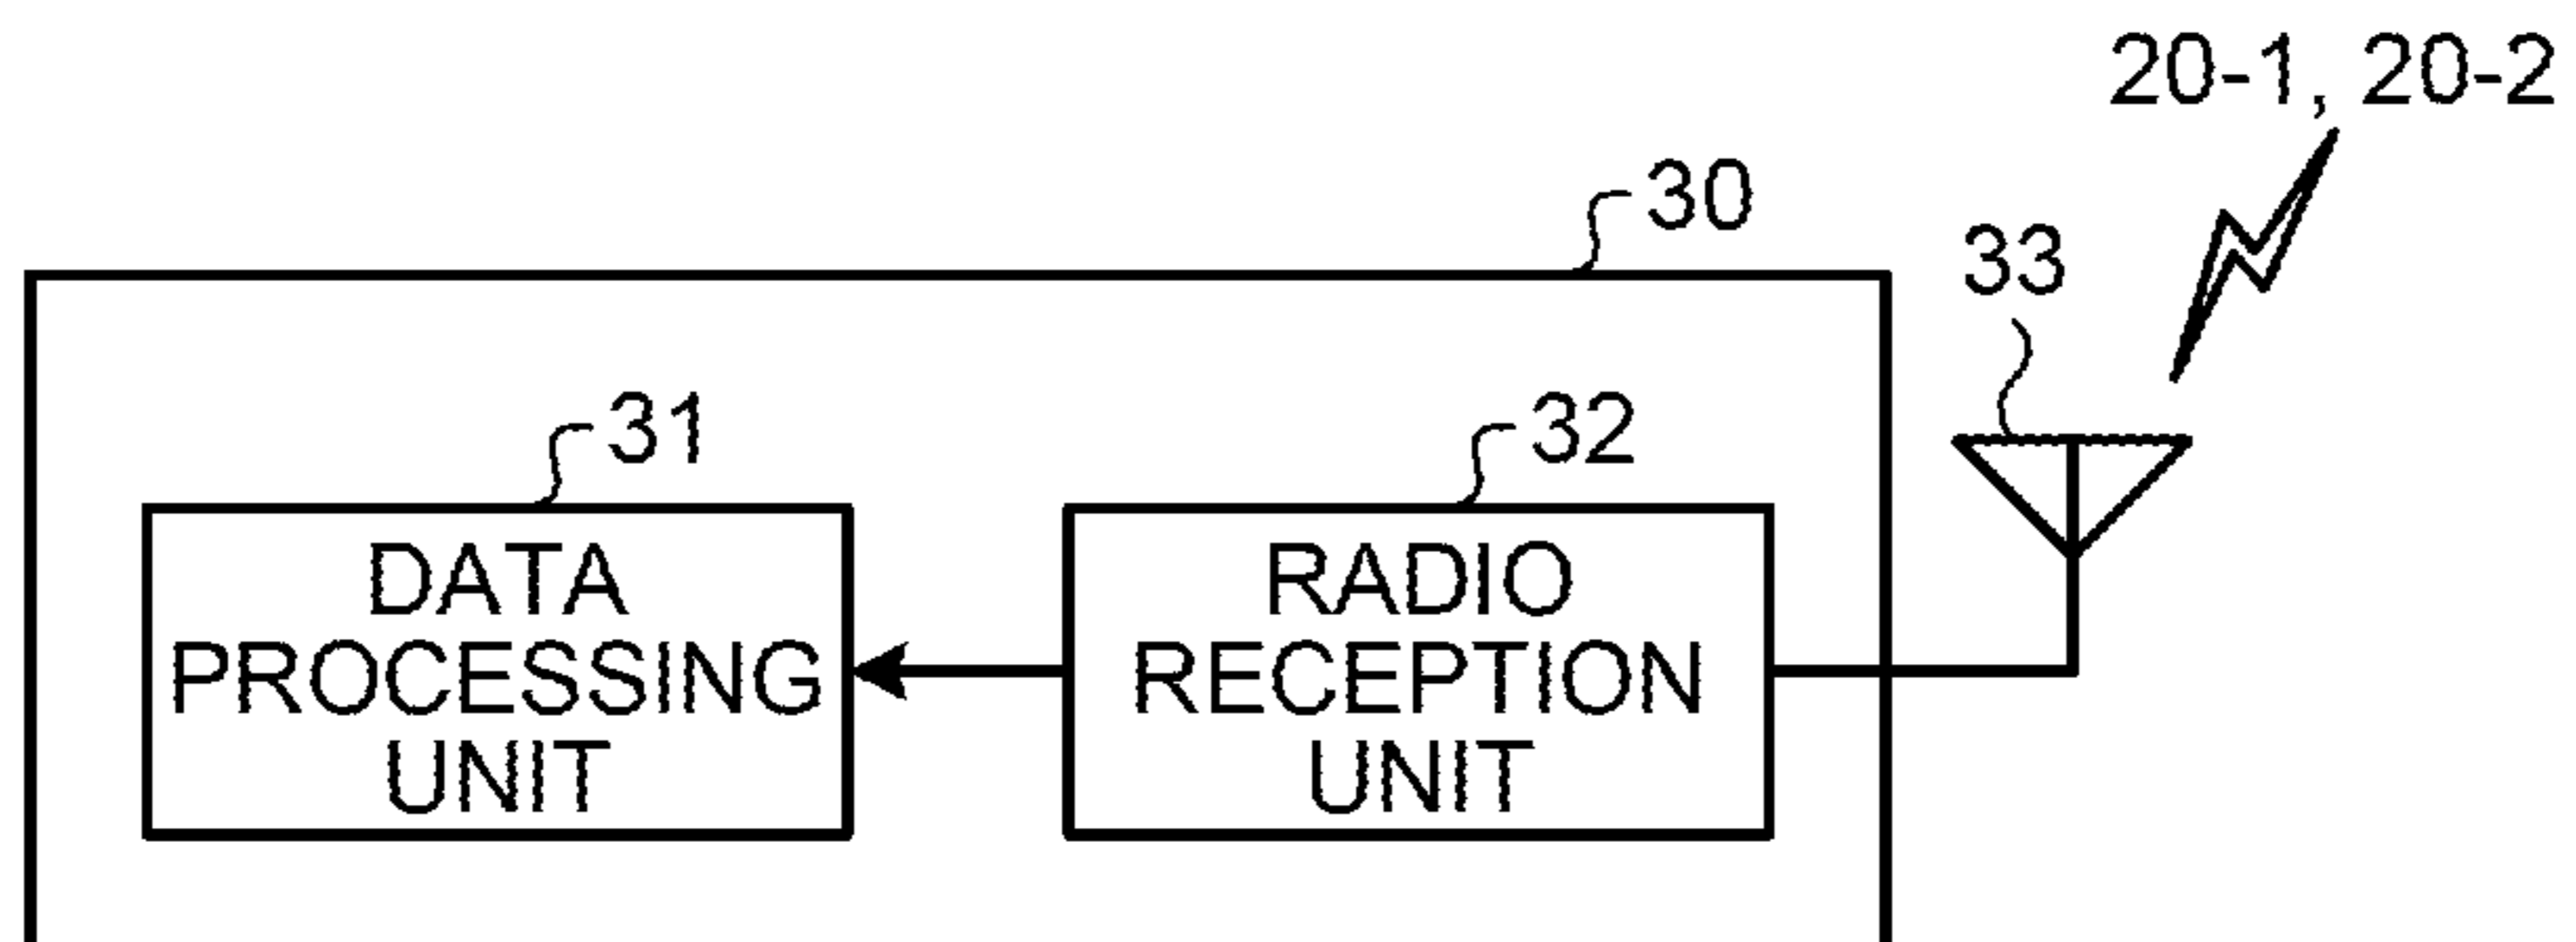 20-1, 20-2
30
33
31
32
DATA
PROCESSING
UNIT
RADIO
RECEPTION
UNIT